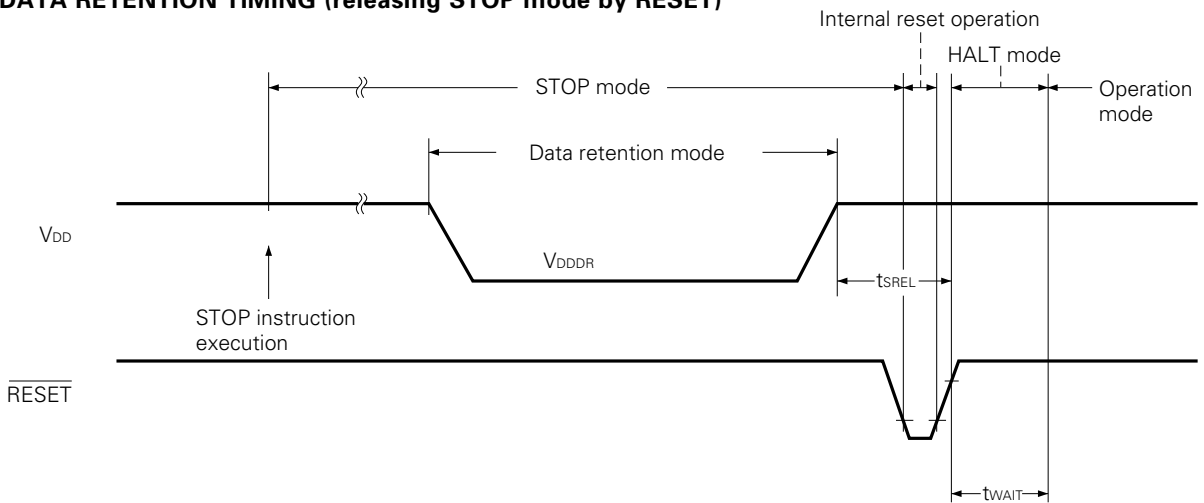 DATA RETENTION TIMING (releasing STOP mode by RESET)
Internal reset operation
HALT mode
STOP mode
Operation
mode
Data retention mode
VDD
VDDDR
tSREL
STOP instruction
execution
RESET
tWAIT